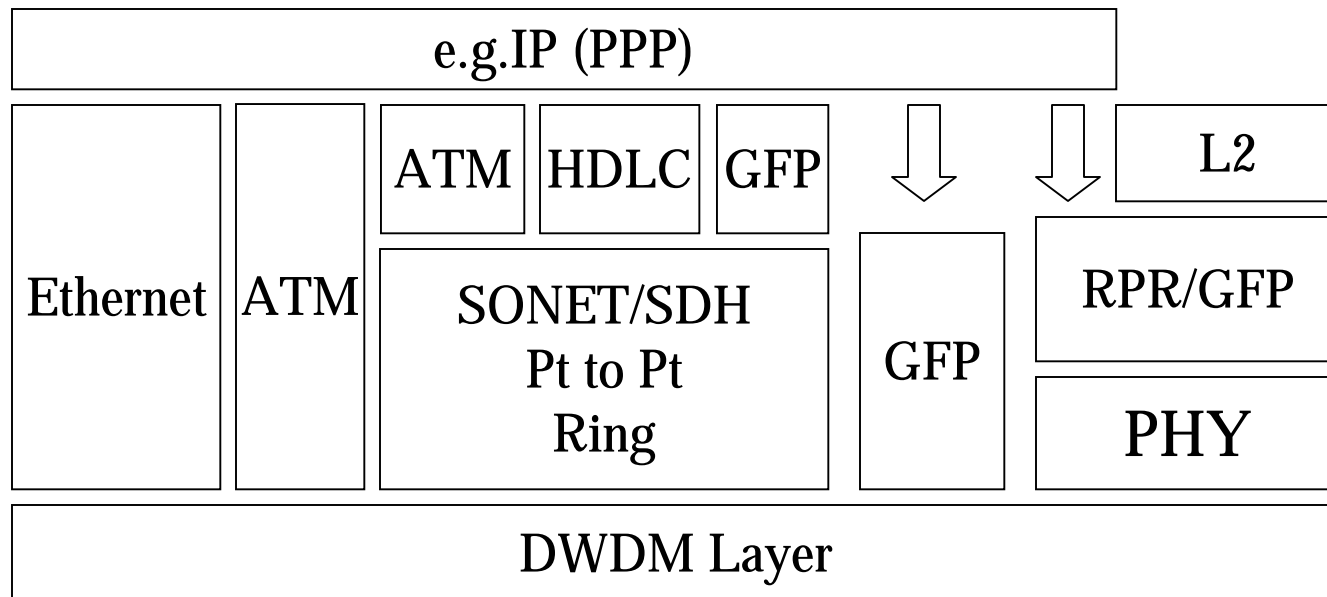 e.g.IP (PPP)
Ethernet
ATM
ATM
HDLC
GFP
SONET/SDH
Pt to Pt
Ring
GFP
L2
RPR/GFP
PHY
DWDM Layer